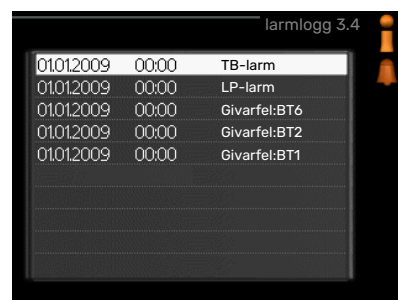 larmlogg 3.4
01.01.2009 00:00 TB-larm
01.01.2009 00:00 LP-larm
01.01.2009 00:00 Givarfel:BT6
01.01.2009 00:00 Givarfel:BT2
01.01.2009 00:00 Givarfel:BT1